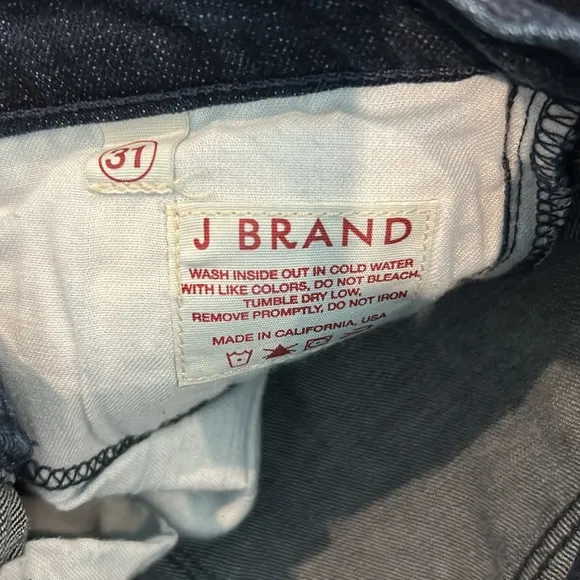 31
J BRAND
WASH INSIDE OUT IN COLD WATER
WITH LIKE COLORS, DO NOT BLEACH,
TUMBLE DRY LOW,
REMOVE PROMPTLY, DO NOT IRON
MADE IN CALIFORNIA, USA